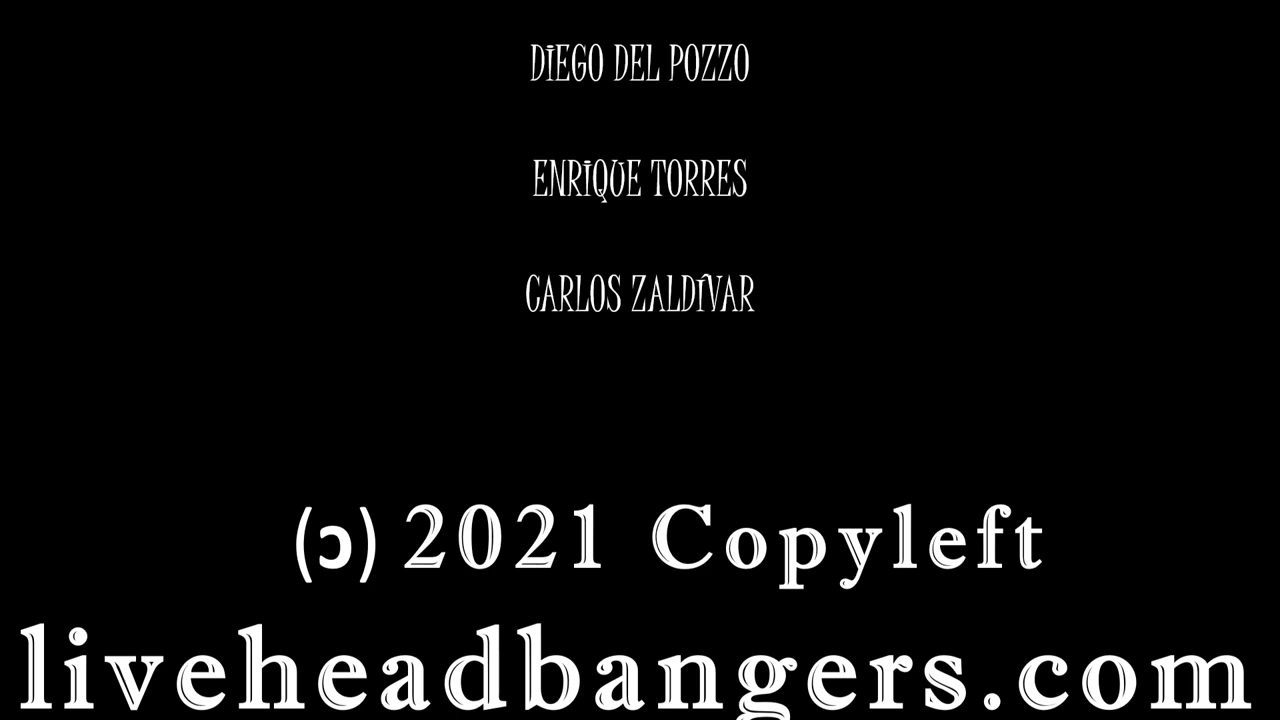 DIEGO DEL POZZO
ENRIQUE TORRES
CARLOS ZALDÍVAR
(ɔ) 2021 Copyleft
liveheadbangers.com